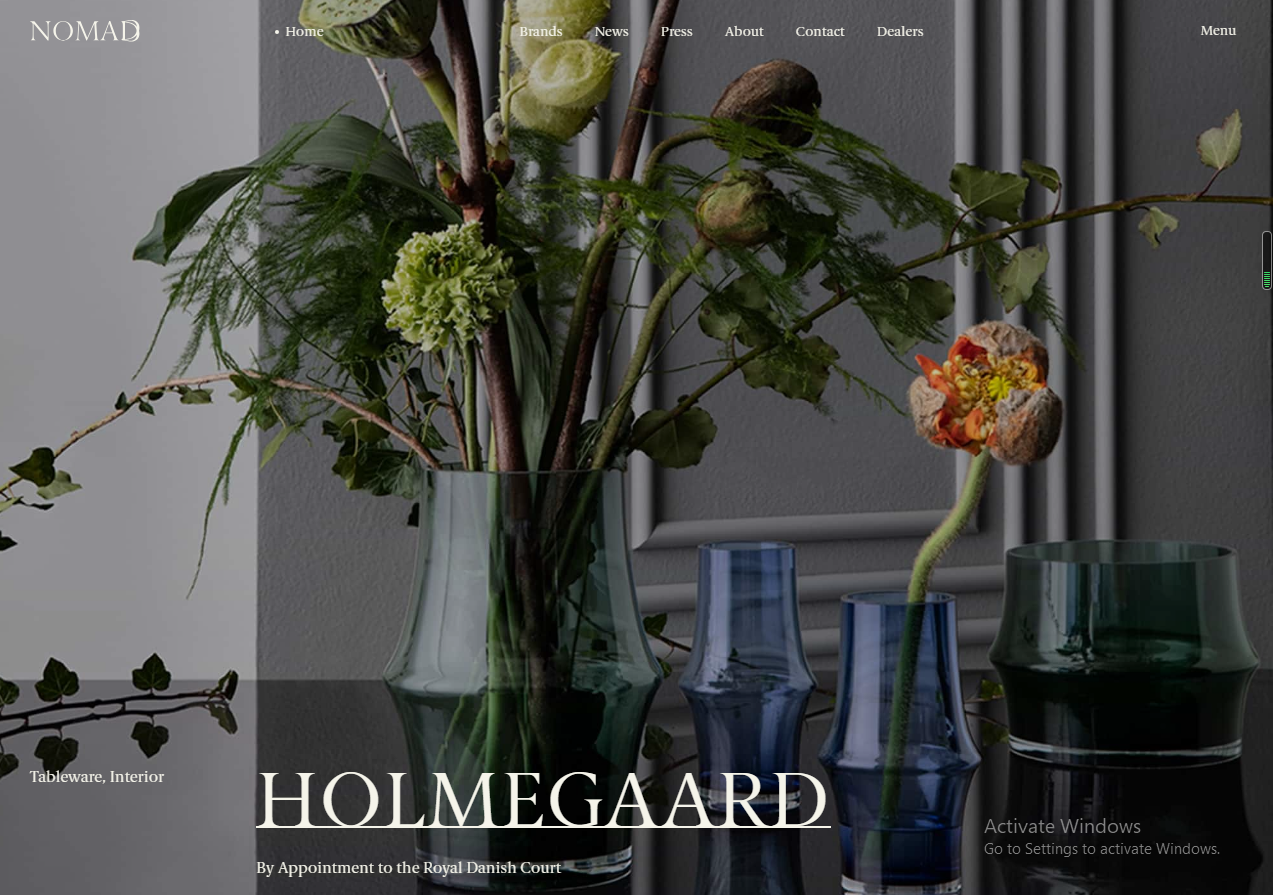 NOMAD
Home
Brands
News
Press
About
Contact
Dealers
Menu
Tableware, Interior
HOLMEGAARD
By Appointment to the Royal Danish Court
Activate Windows
Go to Settings to activate Windows.